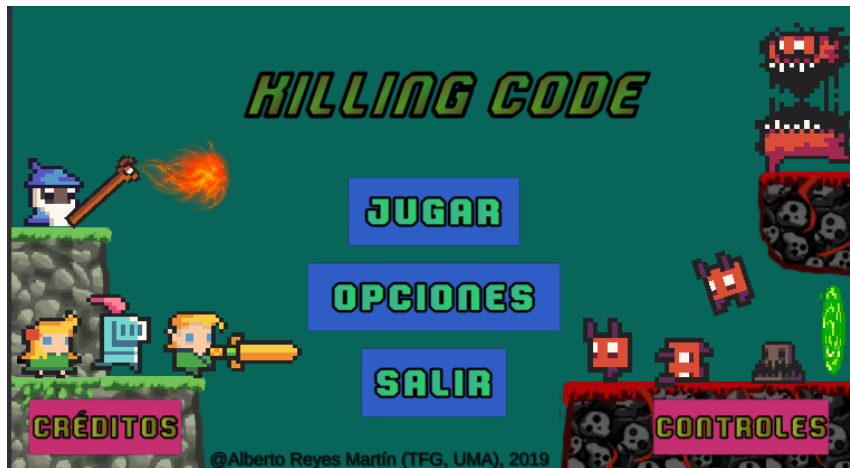 KILLING CODE
JUGAR
OPCIONES
SALIR
CRÉDITOS
CONTROLES
@Alberto Reyes Martín (TFG, UMA), 2019